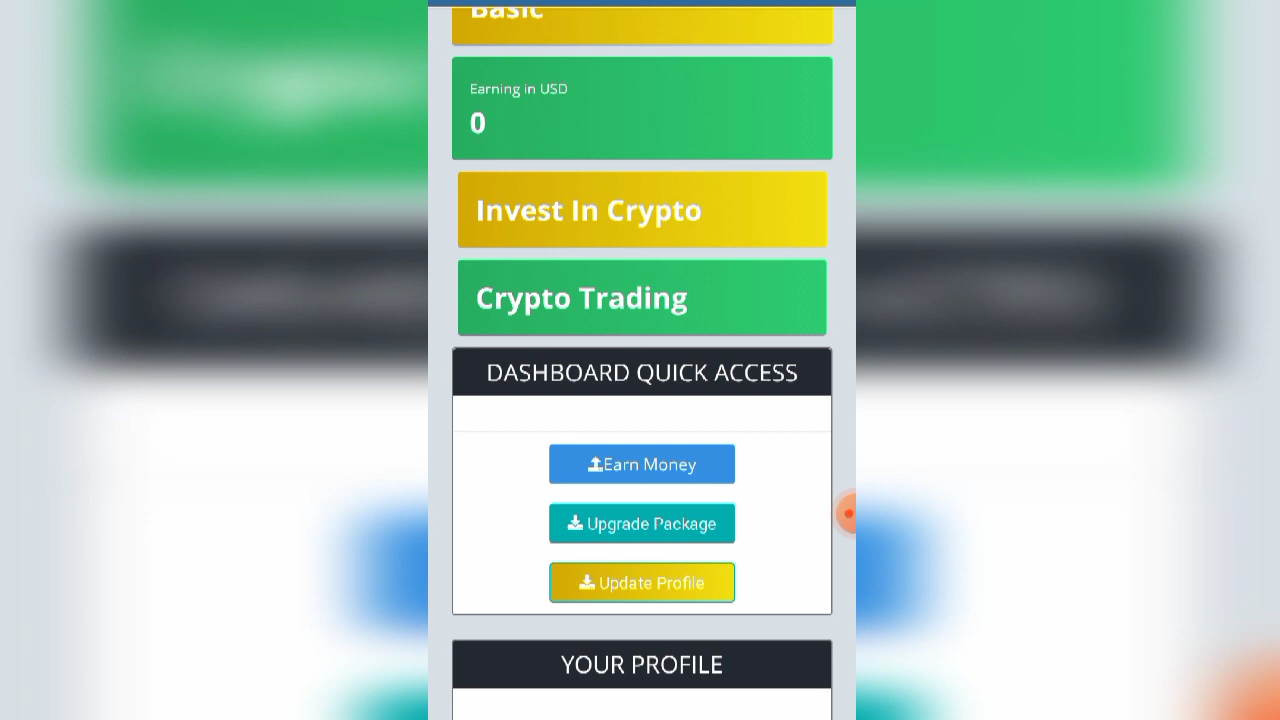 Basic
Earning in USD
0
Invest In Crypto
Crypto Trading
DASHBOARD QUICK ACCESS
Earn Money
Upgrade Package
Update Profile
YOUR PROFILE